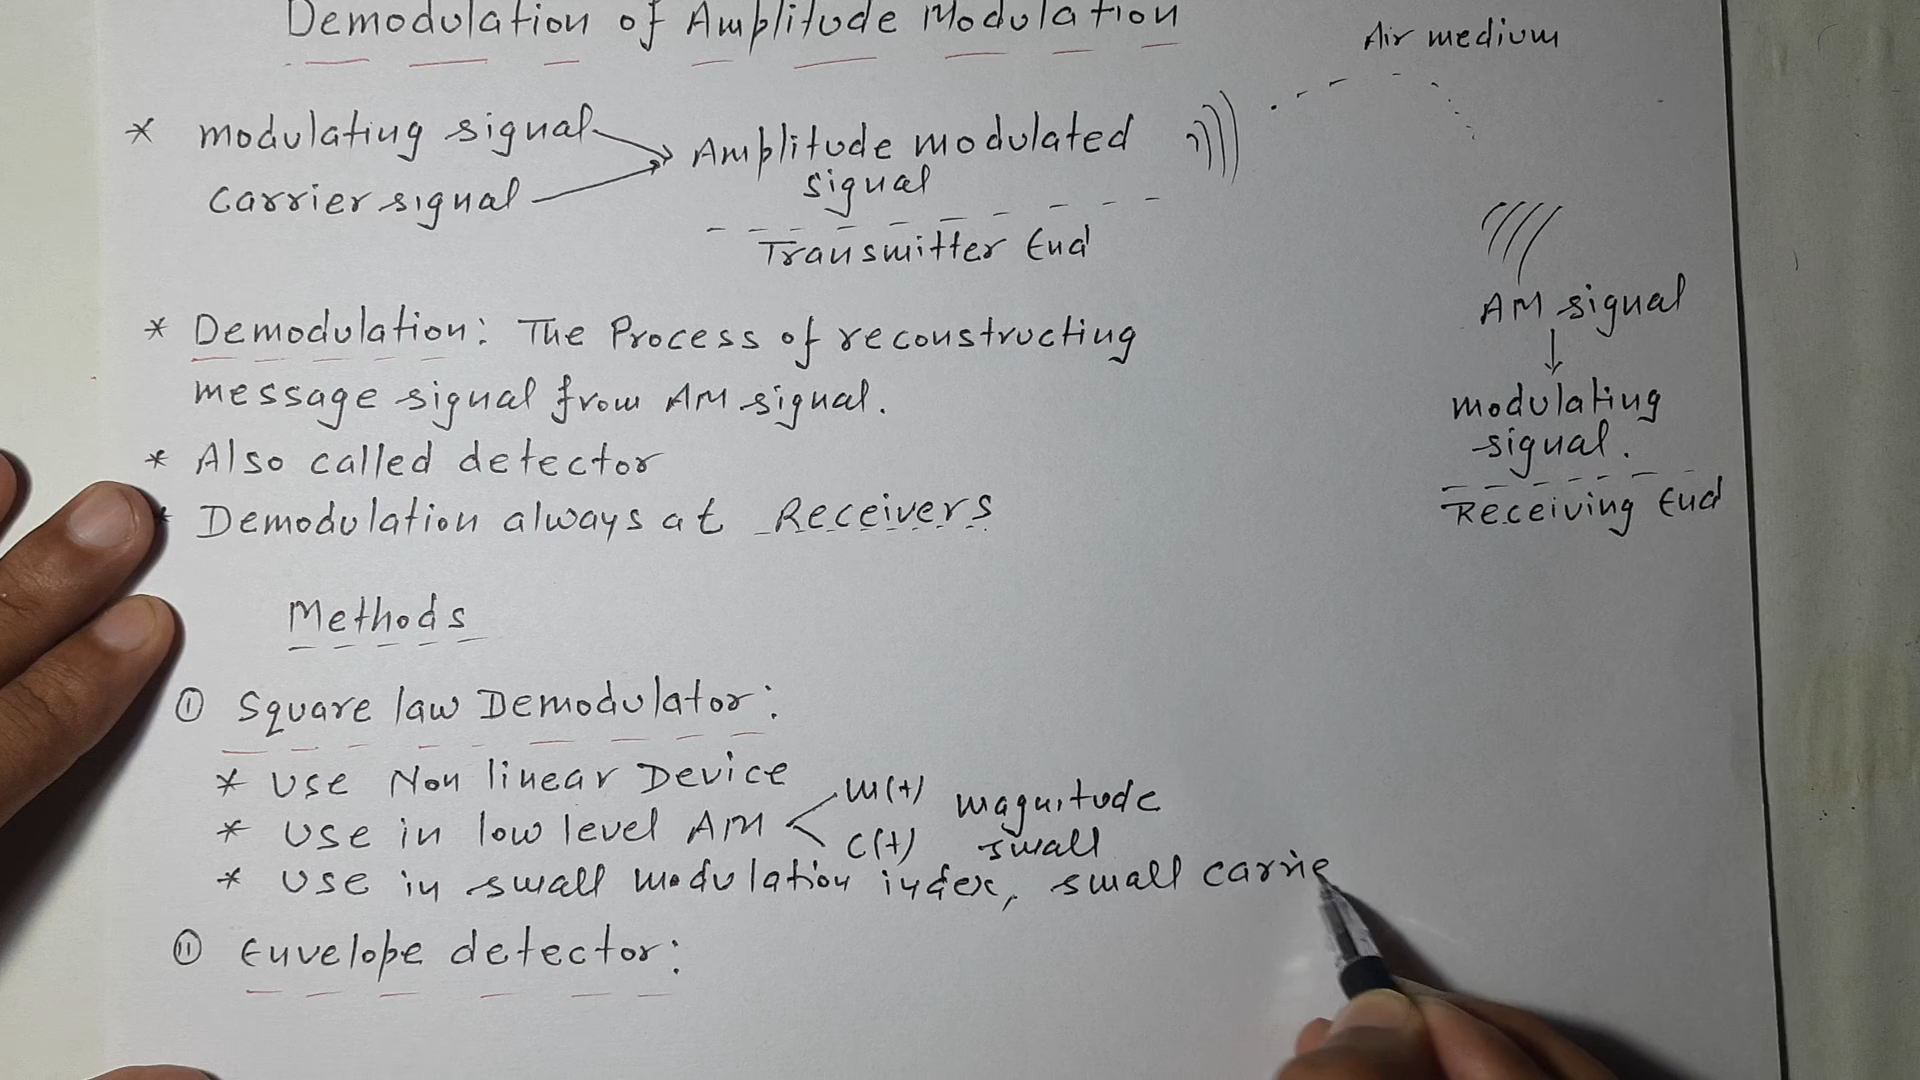 Demodulation of Amplitude Modulation
Air medium
* modulating signal
carrier signal
Amplitude modulated
signal
Transmitter End
AM signal
modulating
signal.
Receiving End
* Demodulation: The Process of reconstructing
message signal from AM signal.
* Also called detector
* Demodulation always at Receivers
Methods
① Square law Demodulator:
* Use Non linear Device
* Use in low level AM
m(t) magnitude
c(t) small
* Use in small modulation index, small carrie
② Envelope detector: